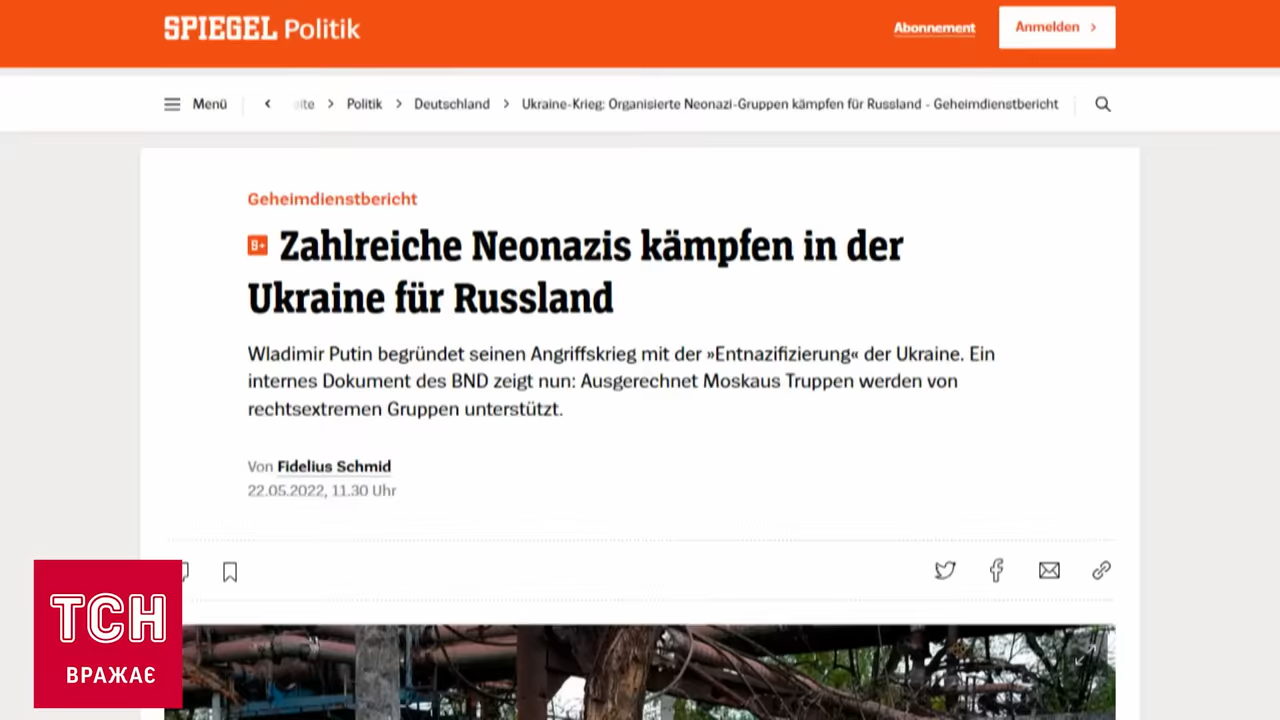 SPIEGEL Politik
Abonnement
Anmelden
Menü
Politik
Deutschland
Ukraine-Krieg: Organisierte Neonazi-Gruppen kämpfen für Russland - Geheimdienstbericht
Geheimdienstbericht
S+ Zahlreiche Neonazis kämpfen in der
Ukraine für Russland
Wladimir Putin begründet seinen Angriffskrieg mit der »Entnazifizierung« der Ukraine. Ein
internes Dokument des BND zeigt nun: Ausgerechnet Moskaus Truppen werden von
rechtsextremen Gruppen unterstützt.
Von Fidelius Schmid
22.05.2022, 11.30 Uhr
ТСН
ВРАЖАЄ